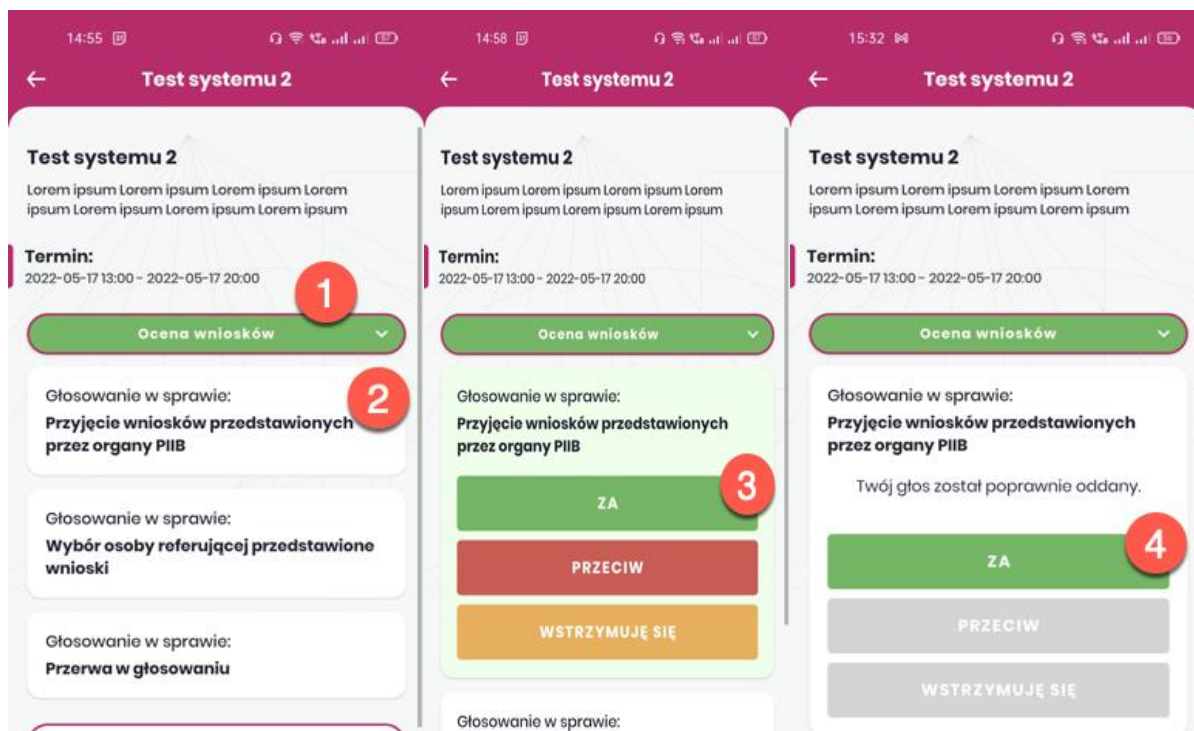 14:55
57
Test systemu 2
Test systemu 2
Lorem ipsum Lorem ipsum Lorem ipsum Lorem
ipsum Lorem ipsum Lorem ipsum Lorem ipsum
Termin:
2022-05-17 13:00 - 2022-05-17 20:00
1
Ocena wniosków
2
Głosowanie w sprawie:
Przyjęcie wniosków przedstawionych
przez organy PIIB
Głosowanie w sprawie:
Wybór osoby referującej przedstawione
wnioski
Głosowanie w sprawie:
Przerwa w głosowaniu
14:58
57
Test systemu 2
Test systemu 2
Lorem ipsum Lorem ipsum Lorem ipsum Lorem
ipsum Lorem ipsum Lorem ipsum Lorem ipsum
Termin:
2022-05-17 13:00 - 2022-05-17 20:00
Ocena wniosków
Głosowanie w sprawie:
Przyjęcie wniosków przedstawionych
przez organy PIIB
3
ZA
PRZECIW
WSTRZYMUJĘ SIĘ
Głosowanie w sprawie:
15:32
56
Test systemu 2
Test systemu 2
Lorem ipsum Lorem ipsum Lorem ipsum Lorem
ipsum Lorem ipsum Lorem ipsum Lorem ipsum
Termin:
2022-05-17 13:00 - 2022-05-17 20:00
Ocena wniosków
Głosowanie w sprawie:
Przyjęcie wniosków przedstawionych
przez organy PIIB
Twój głos został poprawnie oddany.
4
ZA
PRZECIW
WSTRZYMUJĘ SIĘ